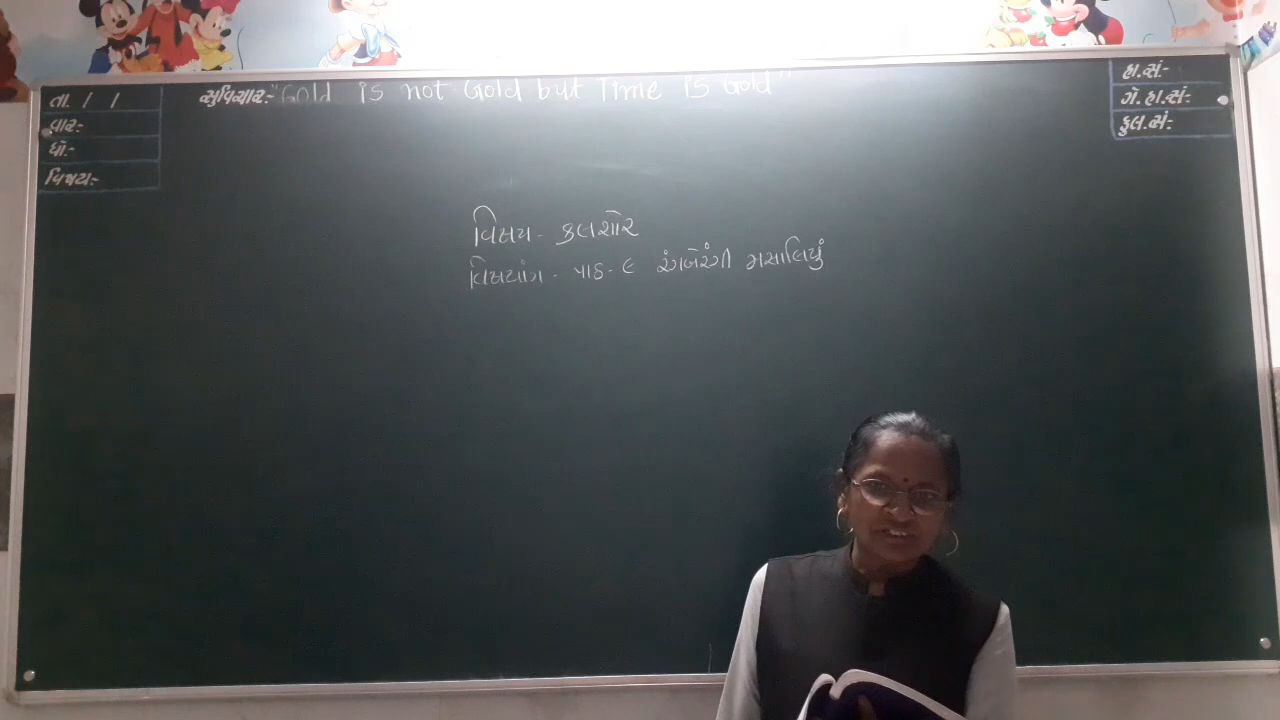 તા. / /
વાર:-
ધો:-
વિષય:-
સુવિચાર:- "Gold is not Gold but Time is Gold"
હા.સં:-
ગે.હા.સં:-
કુલ.સં:-
વિષય - કલશોર
વિષયાંગ - પાઠ - ૯ રંગબેરંગી મસાલિયું